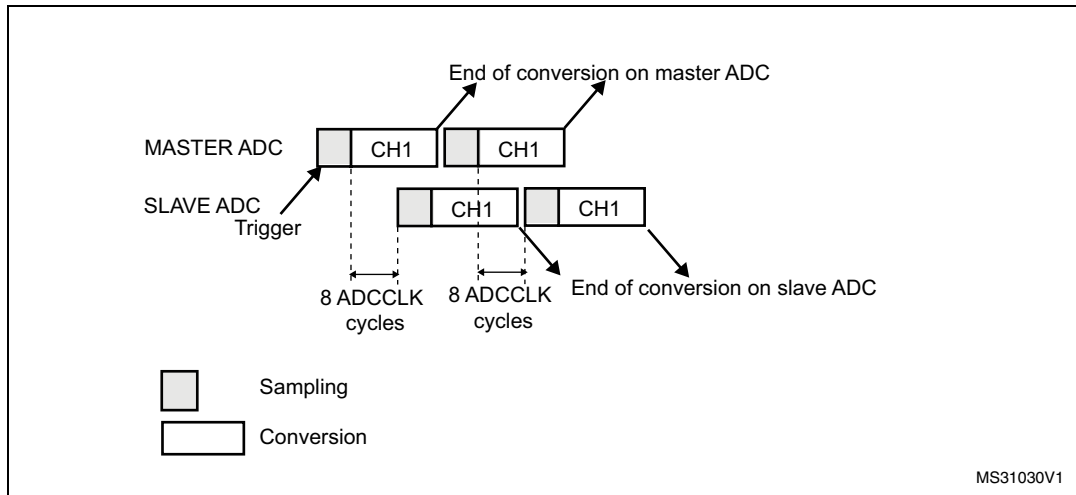 End of conversion on master ADC
MASTER ADC
CH1
CH1
SLAVE ADC
Trigger
CH1
CH1
8 ADCCLK
cycles
8 ADCCLK
cycles
End of conversion on slave ADC
Sampling
Conversion
MS31030V1